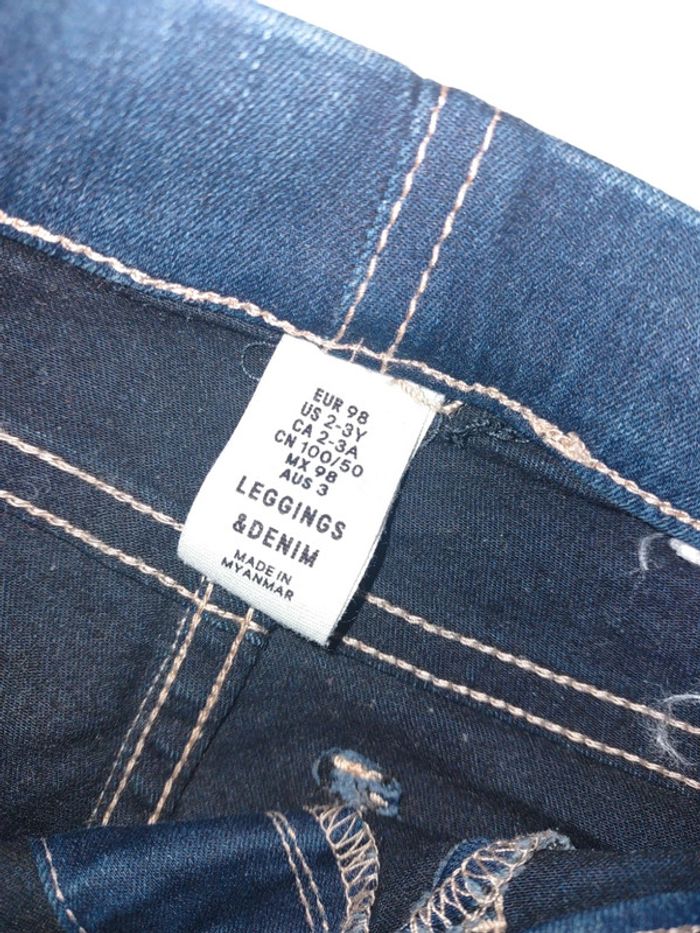 EUR 98
US 2-3Y
CA 2-3A
CN 100/50
MX 98
AUS 3
LEGGINGS
&DENIM
MADE IN
MYANMAR